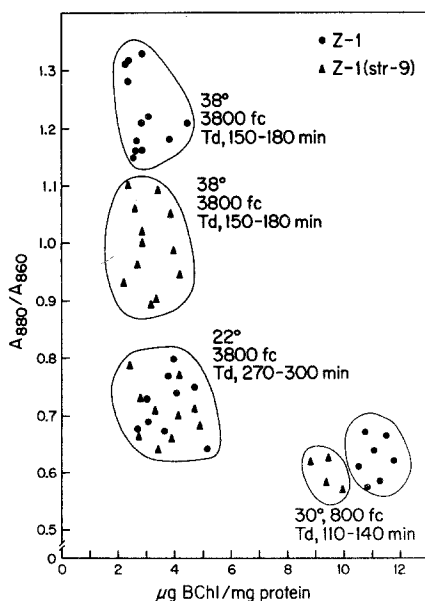 ● Z-1
▲ Z-1(str-9)
1.3
1.2
1.1
1.0
0.9
0.8
0.7
0.6
0.5
0
A880/A860
38°
3800 fc
Td, 150-180 min
38°
3800 fc
Td, 150-180 min
22°
3800 fc
Td, 270-300 min
30°, 800 fc
Td, 110-140 min
0 2 4 6 8 10 12
μg BChl/mg protein